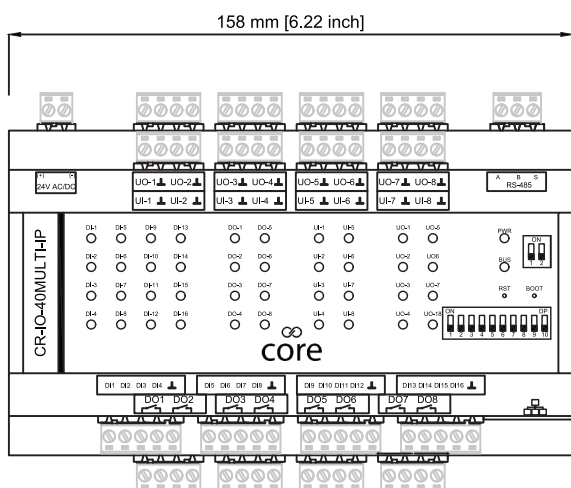 158 mm [6.22 inch]
(+) (-)
24V AC/DC
UO-1 UO-2 UO-3 UO-4 UO-5 UO-6 UO-7 UO-8
UI-1 UI-2 UI-3 UI-4 UI-5 UI-6 UI-7 UI-8
A B S
RS-485
CR-IO-40MULTI-IP
DI-1 DI-5 DI-9 DI-13 DO-1 DO-5 UI-1 UI-5 UO-1 UO-5 PWR
DI-2 DI-6 DI-10 DI-14 DO-2 DO-6 UI-2 UI-6 UO-2 UO6 BUS
DI-3 DI-7 DI-11 DI-15 DO-3 DO-7 UI-3 UI-7 UO-3 UO-7 RST BOOT
DI-4 DI-8 DI-12 DI-16 DO-4 DO-8 UI-4 UI-8 UO-4 UO-18
ON
1 2
ON DP
1 2 3 4 5 6 7 8 9 10
core
DI1 DI2 DI3 DI4 DI5 DI6 DI7 DI8 DI9 DI10 DI11 DI12 DI13 DI14 DI15 DI16
DO1 DO2 DO3 DO4 DO5 DO6 DO7 DO8